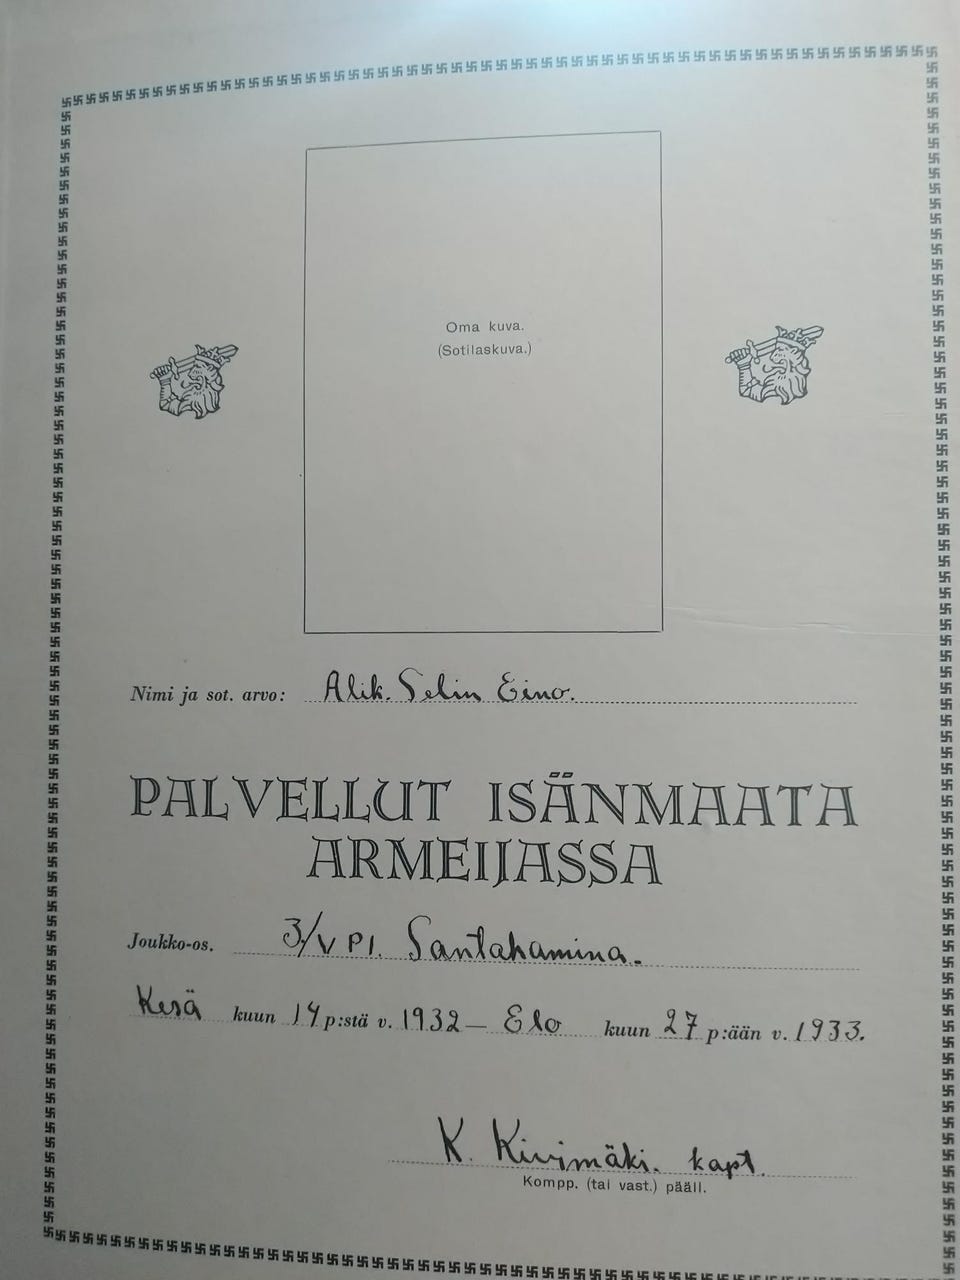 Oma kuva.
(Sotilaskuva.)
Nimi ja sot. arvo: Alik. Selin Eino.
PALVELLUT ISÄNMAATA
ARMEIJASSA
Joukko-os. 3/V Pl. Santahamina.
Kesä kuun 14 p:stä v. 1932 — Elo kuun 27 p:ään v. 1933.
K. Kivimäki. kapt.
Kompp. (tai vast.) pääll.